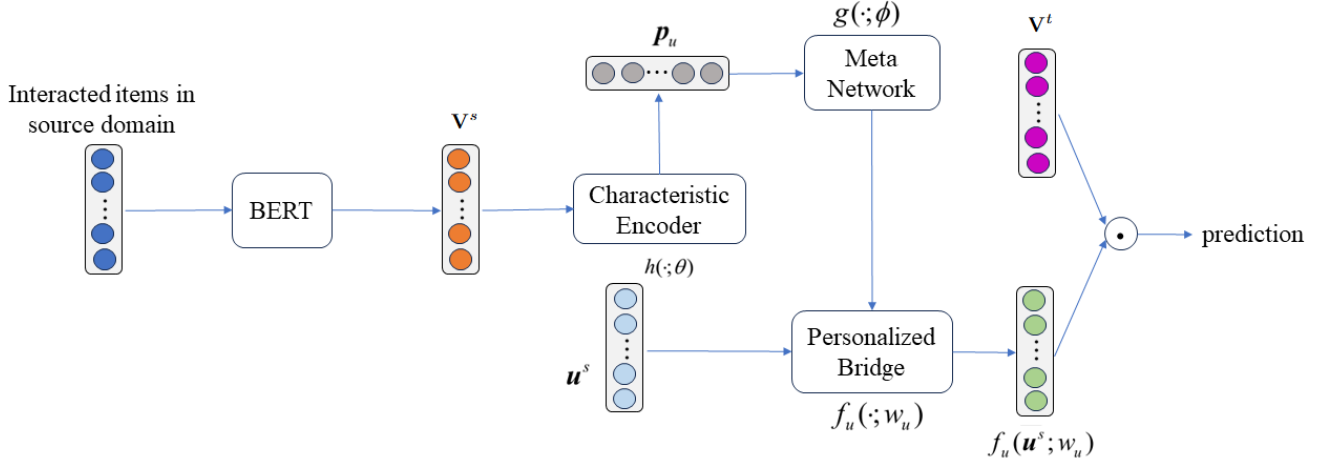 g(·;ϕ)
V^t
p_u
Meta
Network
Interacted items in
source domain
V^s
BERT
Characteristic
Encoder
h(·;θ)
prediction
u^s
Personalized
Bridge
f_u(·;w_u)
f_u(u^s;w_u)